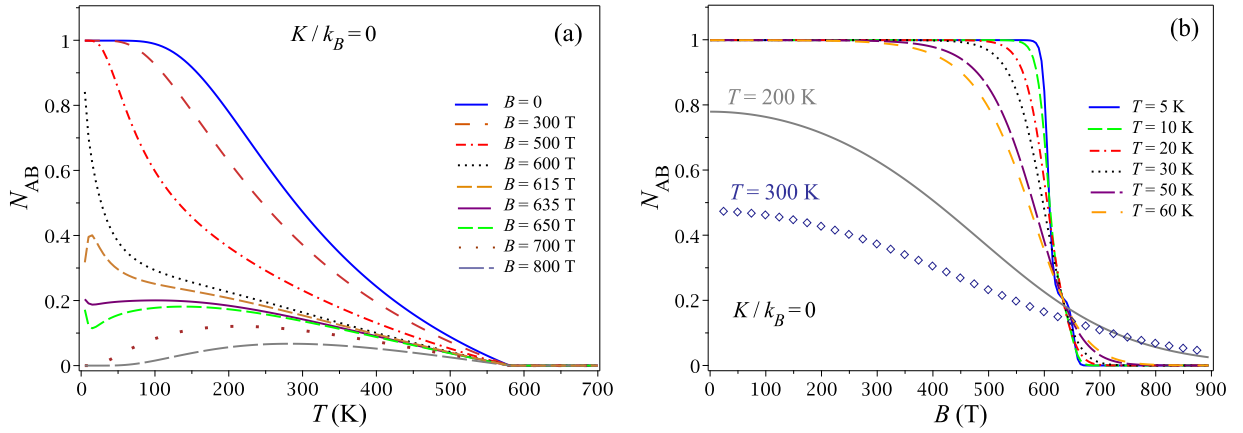 K / k_B = 0
(a)
N_AB
1
0.8
0.6
0.4
0.2
0
B = 0
B = 300 T
B = 500 T
B = 600 T
B = 615 T
B = 635 T
B = 650 T
B = 700 T
B = 800 T
0 100 200 300 400 500 600 700
T (K)
(b)
N_AB
1
0.8
0.6
0.4
0.2
0
T = 200 K
T = 300 K
K / k_B = 0
T = 5 K
T = 10 K
T = 20 K
T = 30 K
T = 50 K
T = 60 K
0 100 200 300 400 500 600 700 800 900
B (T)